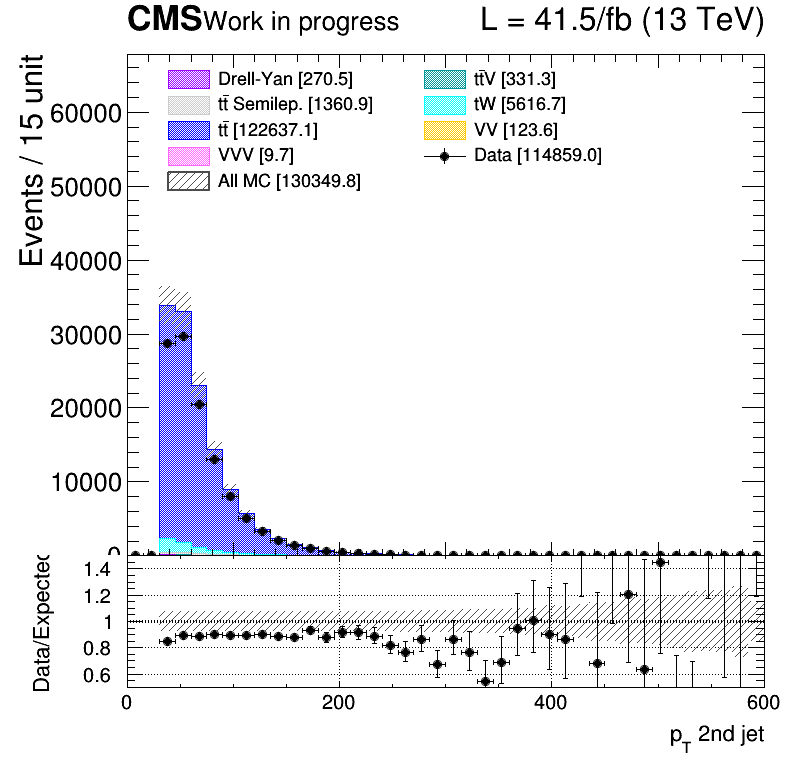 CMS Work in progress L = 41.5/fb (13 TeV)
Events / 15 unit
Drell-Yan [270.5]
tt̄ Semilep. [1360.9]
tt̄ [122637.1]
VVV [9.7]
All MC [130349.8]
tt̄V [331.3]
tW [5616.7]
VV [123.6]
Data [114859.0]
60000
50000
40000
30000
20000
10000
0
Data/Expected
1.4
1.2
1
0.8
0.6
0 200 400 600
p_T 2nd jet